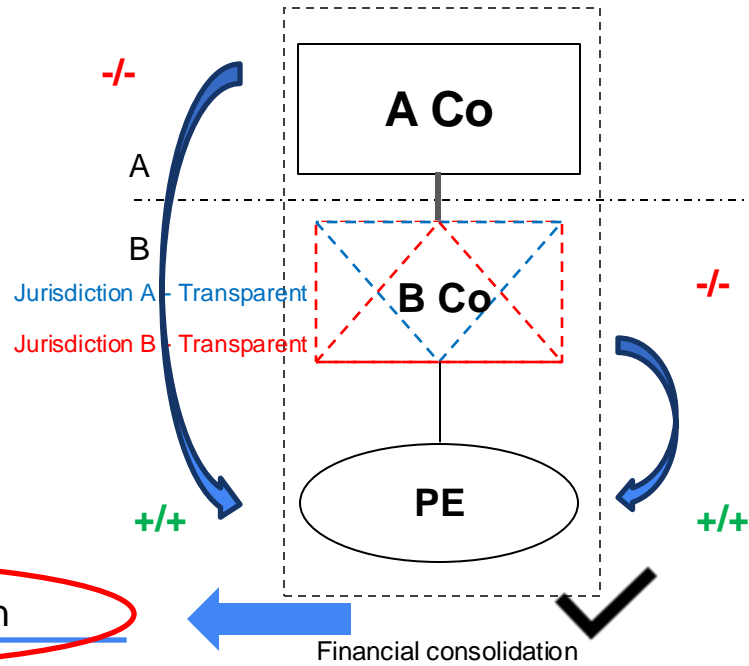 -/-
A Co
A
B
Jurisdiction A - Transparent
B Co
-/-
Jurisdiction B - Transparent
PE
+/+
+/+
Financial consolidation